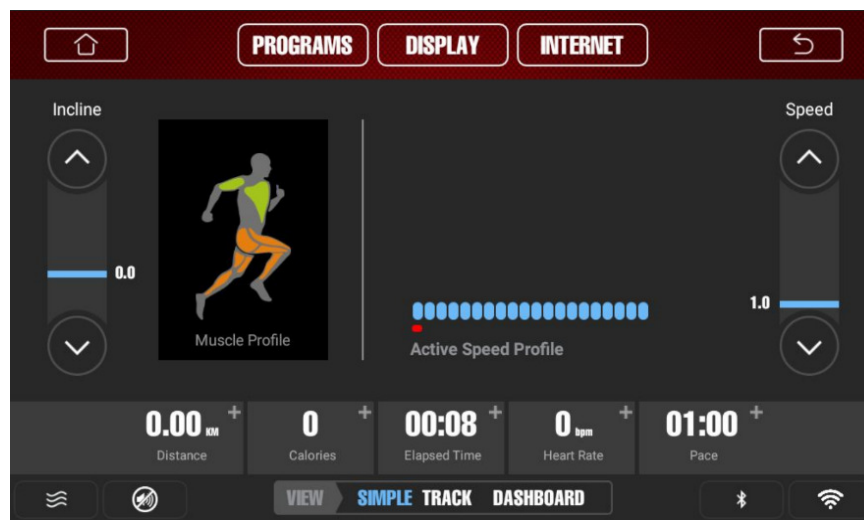 PROGRAMS DISPLAY INTERNET
Incline
Speed
0.0
1.0
Muscle Profile
Active Speed Profile
0.00 KM + 0 + 00:08 + 0 bpm + 01:00 +
Distance Calories Elapsed Time Heart Rate Pace
VIEW SIMPLE TRACK DASHBOARD